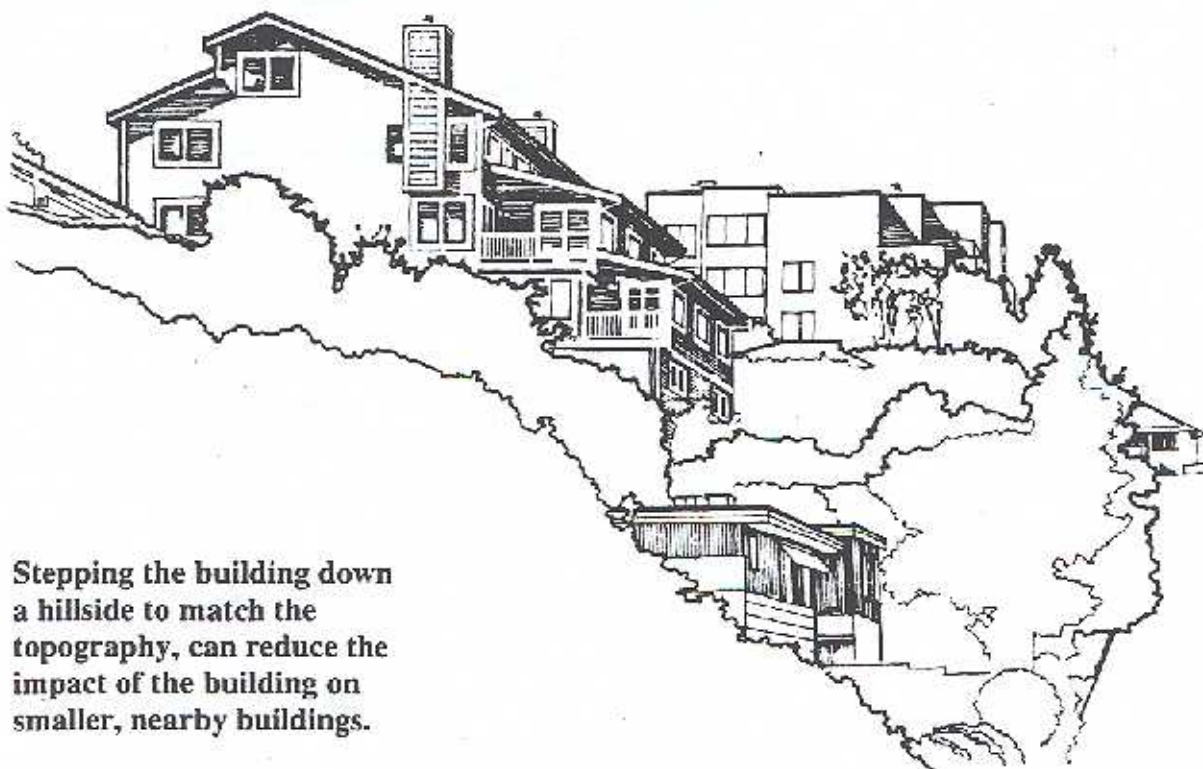 Stepping the building down
a hillside to match the
topography, can reduce the
impact of the building on
smaller, nearby buildings.